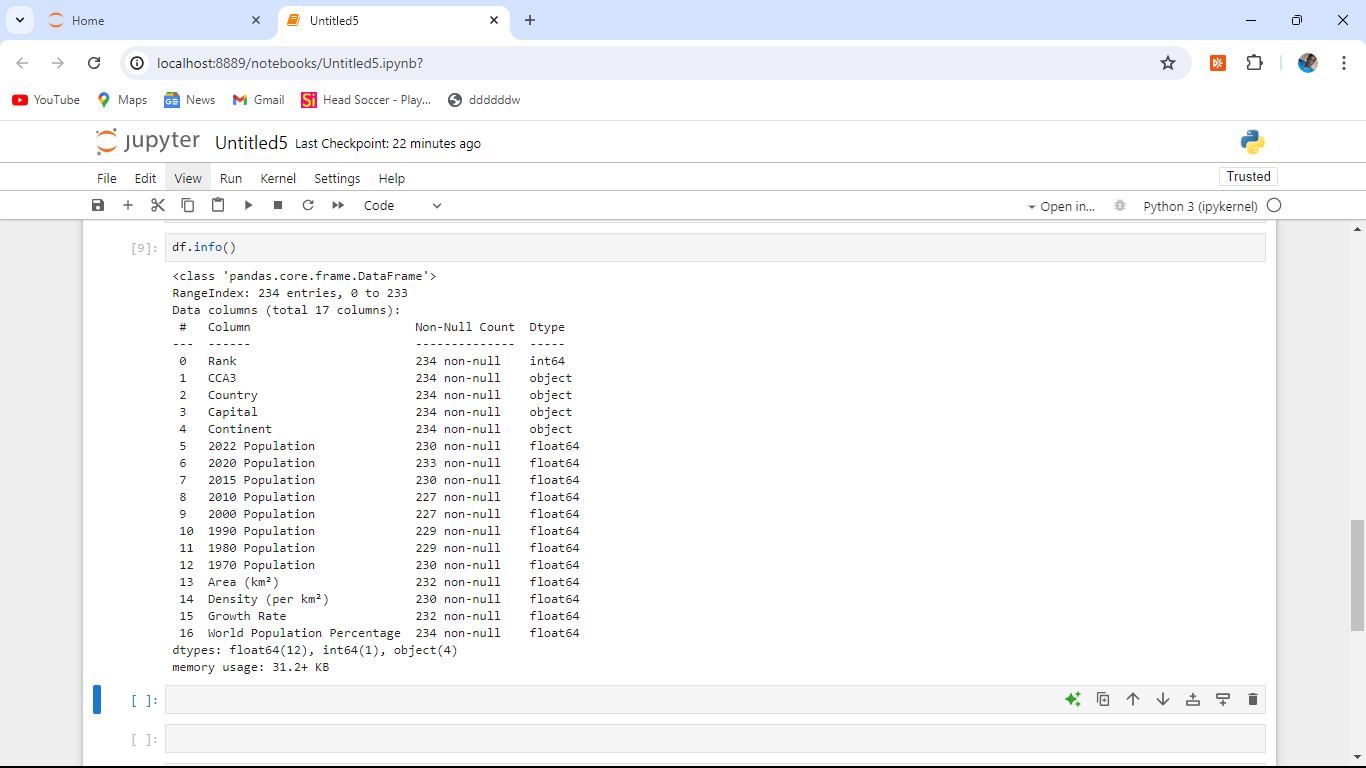 Home
Untitled5
localhost:8889/notebooks/Untitled5.ipynb?
YouTube Maps News Gmail Head Soccer - Play... ddddddw
jupyter Untitled5 Last Checkpoint: 22 minutes ago
File Edit View Run Kernel Settings Help Trusted
Code Open in... Python 3 (ipykernel)
[9]: df.info()
<class 'pandas.core.frame.DataFrame'>
RangeIndex: 234 entries, 0 to 233
Data columns (total 17 columns):
 #   Column                       Non-Null Count  Dtype
---  ------                       --------------  -----
 0   Rank                         234 non-null    int64
 1   CCA3                         234 non-null    object
 2   Country                      234 non-null    object
 3   Capital                      234 non-null    object
 4   Continent                    234 non-null    object
 5   2022 Population              230 non-null    float64
 6   2020 Population              233 non-null    float64
 7   2015 Population              230 non-null    float64
 8   2010 Population              227 non-null    float64
 9   2000 Population              227 non-null    float64
 10  1990 Population              229 non-null    float64
 11  1980 Population              229 non-null    float64
 12  1970 Population              230 non-null    float64
 13  Area (km²)                   232 non-null    float64
 14  Density (per km²)            230 non-null    float64
 15  Growth Rate                  232 non-null    float64
 16  World Population Percentage  234 non-null    float64
dtypes: float64(12), int64(1), object(4)
memory usage: 31.2+ KB
[ ]:
[ ]: